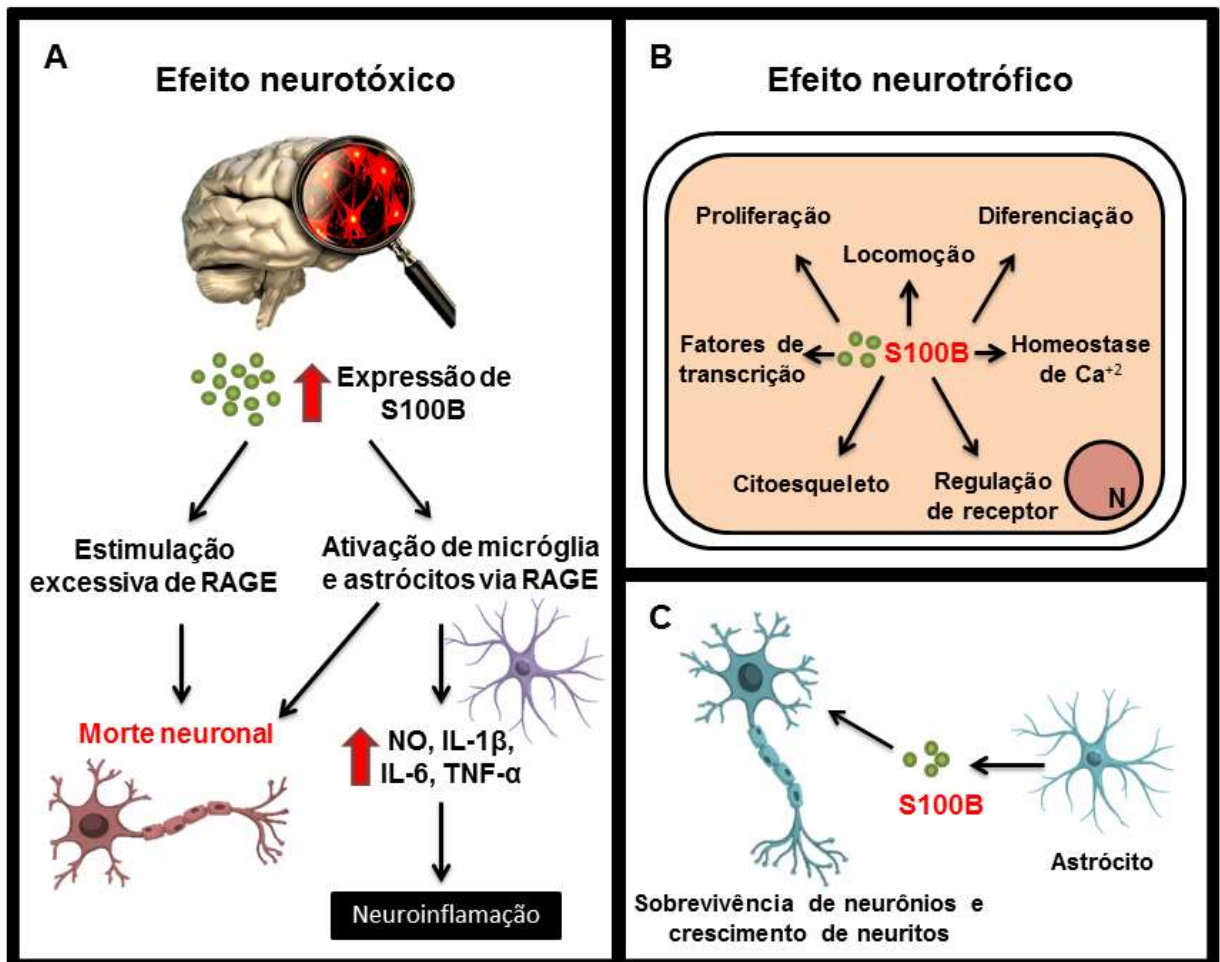 A
Efeito neurotóxico
Expressão de
S100B
Estimulação
excessiva de RAGE
Ativação de micróglia
e astrócitos via RAGE
Morte neuronal
NO, IL-1β,
IL-6, TNF-α
Neuroinflamação
B
Efeito neurotrófico
Proliferação
Diferenciação
Locomoção
Fatores de
transcrição
S100B
Homeostase
de Ca⁺²
Citoesqueleto
Regulação
de receptor
N
C
S100B
Astrócito
Sobrevivência de neurônios e
crescimento de neuritos